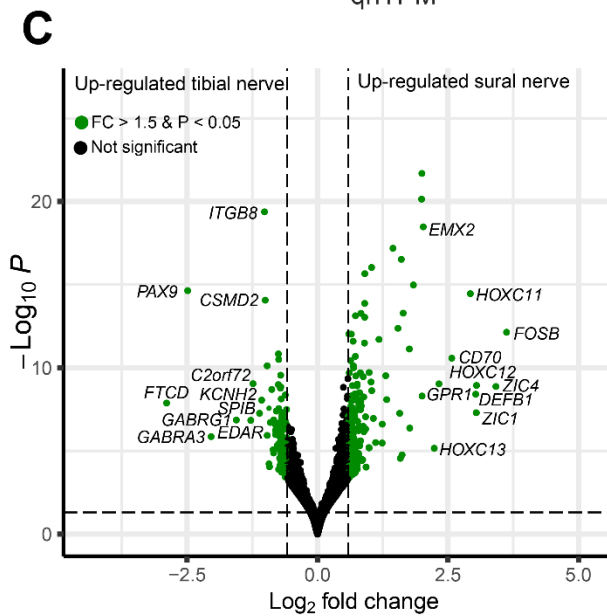 qnTPM
C
Up-regulated tibial nerve
Up-regulated sural nerve
FC > 1.5 & P < 0.05
Not significant
ITGB8
EMX2
PAX9
CSMD2
HOXC11
FOSB
CD70
C2orf72
HOXC12
FTCD
KCNH2
GPR1
ZIC4
SPIB
DEFB1
GABRG1
ZIC1
GABRA3
EDAR
HOXC13
−Log10 P
20
10
0
−2.5
0.0
2.5
5.0
Log2 fold change